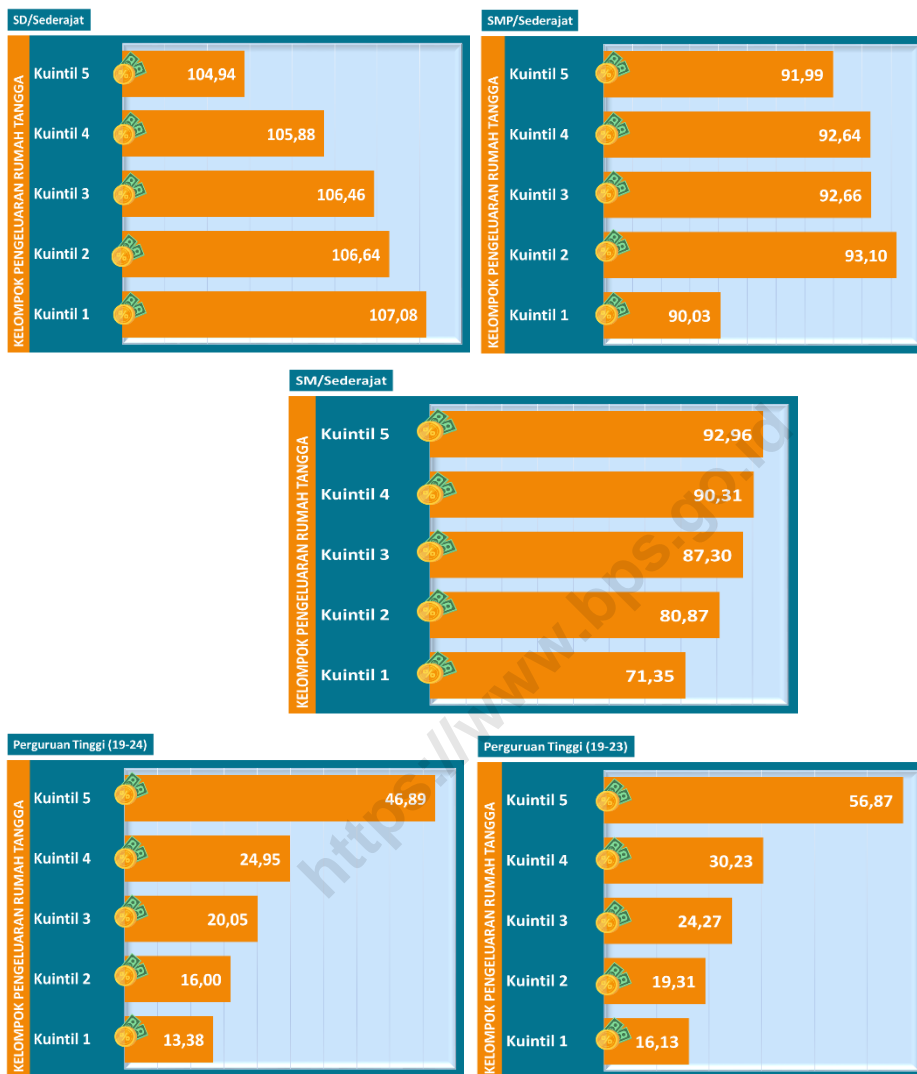 SD/Sederajat
KELOMPOK PENGELUARAN RUMAH TANGGA
Kuintil 5
104,94
Kuintil 4
105,88
Kuintil 3
106,46
Kuintil 2
106,64
Kuintil 1
107,08
SMP/Sederajat
KELOMPOK PENGELUARAN RUMAH TANGGA
Kuintil 5
91,99
Kuintil 4
92,64
Kuintil 3
92,66
Kuintil 2
93,10
Kuintil 1
90,03
SM/Sederajat
KELOMPOK PENGELUARAN RUMAH TANGGA
Kuintil 5
92,96
Kuintil 4
90,31
Kuintil 3
87,30
Kuintil 2
80,87
Kuintil 1
71,35
Perguruan Tinggi (19-24)
KELOMPOK PENGELUARAN RUMAH TANGGA
Kuintil 5
46,89
Kuintil 4
24,95
Kuintil 3
20,05
Kuintil 2
16,00
Kuintil 1
13,38
Perguruan Tinggi (19-23)
KELOMPOK PENGELUARAN RUMAH TANGGA
Kuintil 5
56,87
Kuintil 4
30,23
Kuintil 3
24,27
Kuintil 2
19,31
Kuintil 1
16,13
https://www.bps.go.id